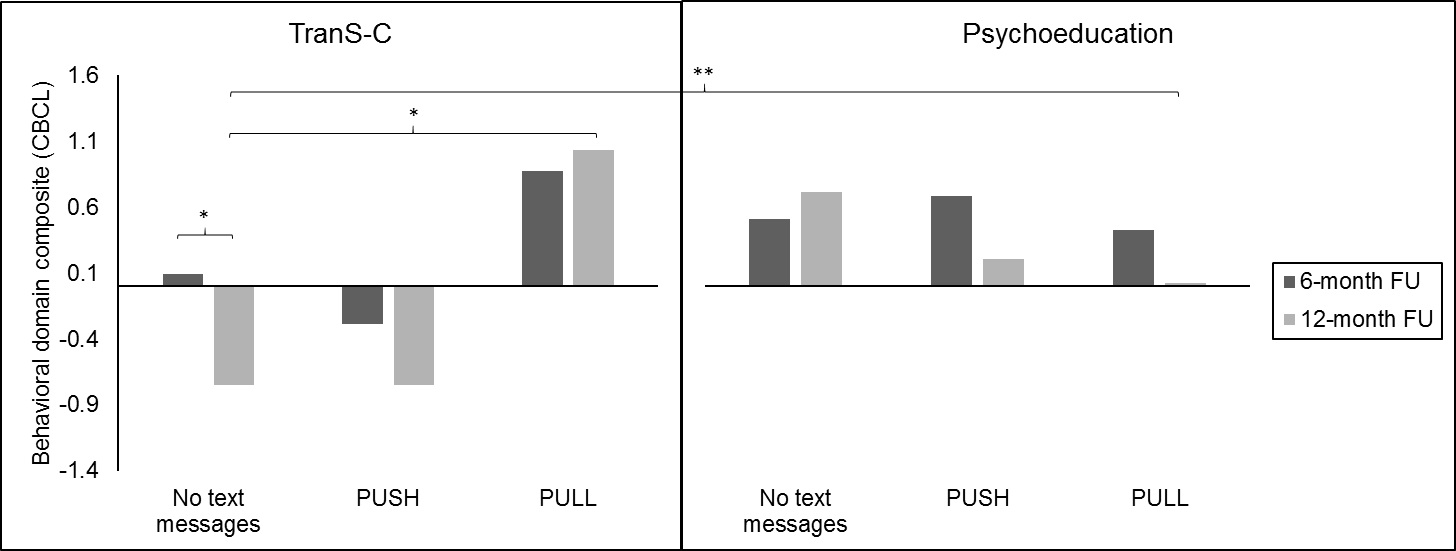 TranS-C
Psychoeducation
Behavioral domain composite (CBCL)
1.6
1.1
0.6
0.1
-0.4
-0.9
-1.4
**
*
*
No text
messages
PUSH
PULL
No text
messages
PUSH
PULL
6-month FU
12-month FU